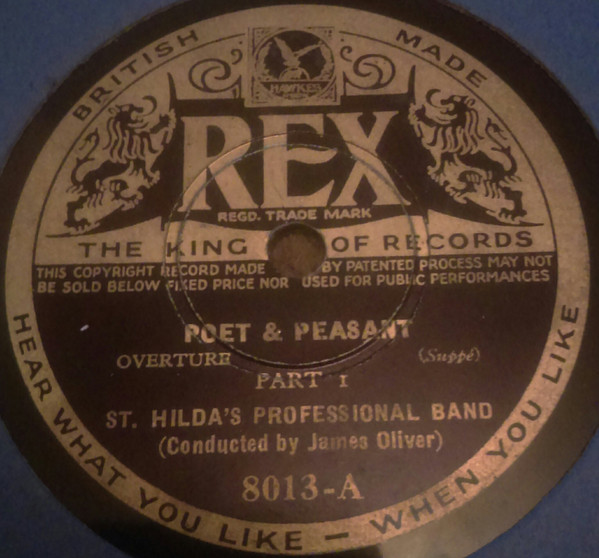 BRITISH MADE
HAWKER
REX
REGD. TRADE MARK
THE KING OF RECORDS
THIS COPYRIGHT RECORD MADE BY PATENTED PROCESS MAY NOT
BE SOLD BELOW FIXED PRICE NOR USED FOR PUBLIC PERFORMANCES
POET & PEASANT
OVERTURE (Suppé)
PART 1
ST. HILDA'S PROFESSIONAL BAND
(Conducted by James Oliver)
8013-A
HEAR WHAT YOU LIKE — WHEN YOU LIKE